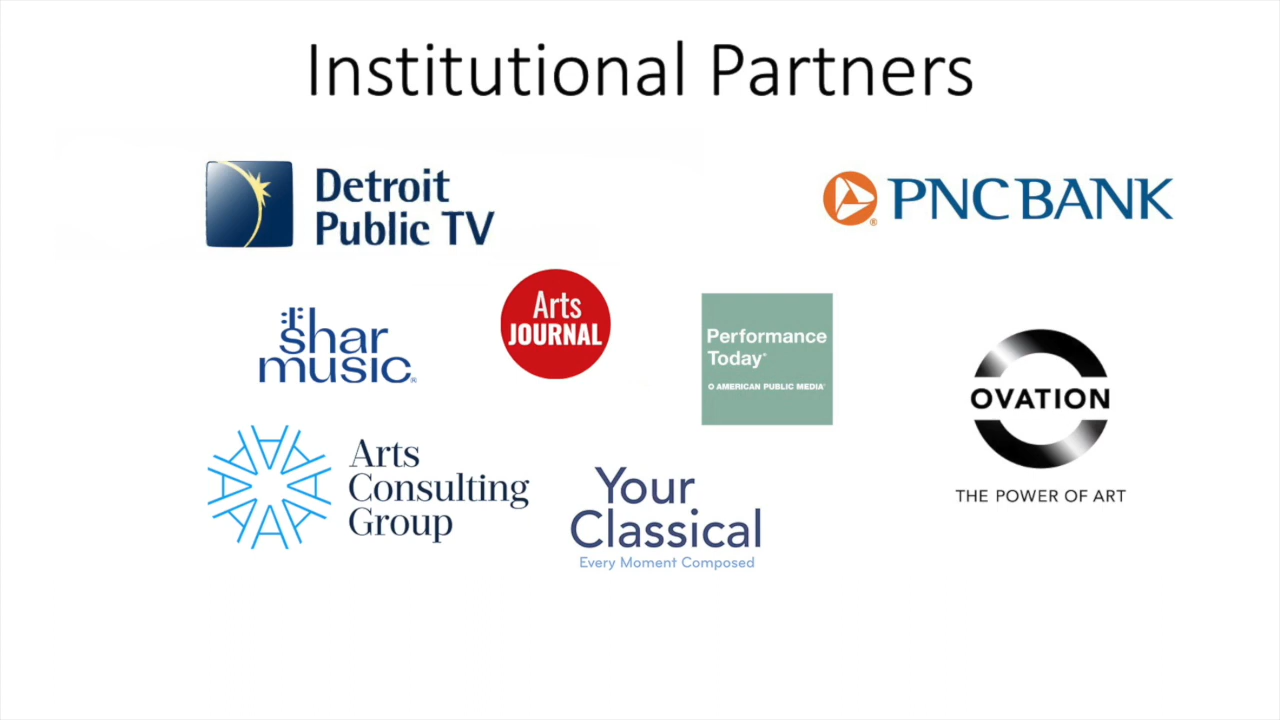 Institutional Partners
Detroit
Public TV
PNC BANK
®
shar
music®
Arts
JOURNAL
Performance
Today
AMERICAN PUBLIC MEDIA
OVATION
THE POWER OF ART
Arts
Consulting
Group
Your
Classical
Every Moment Composed